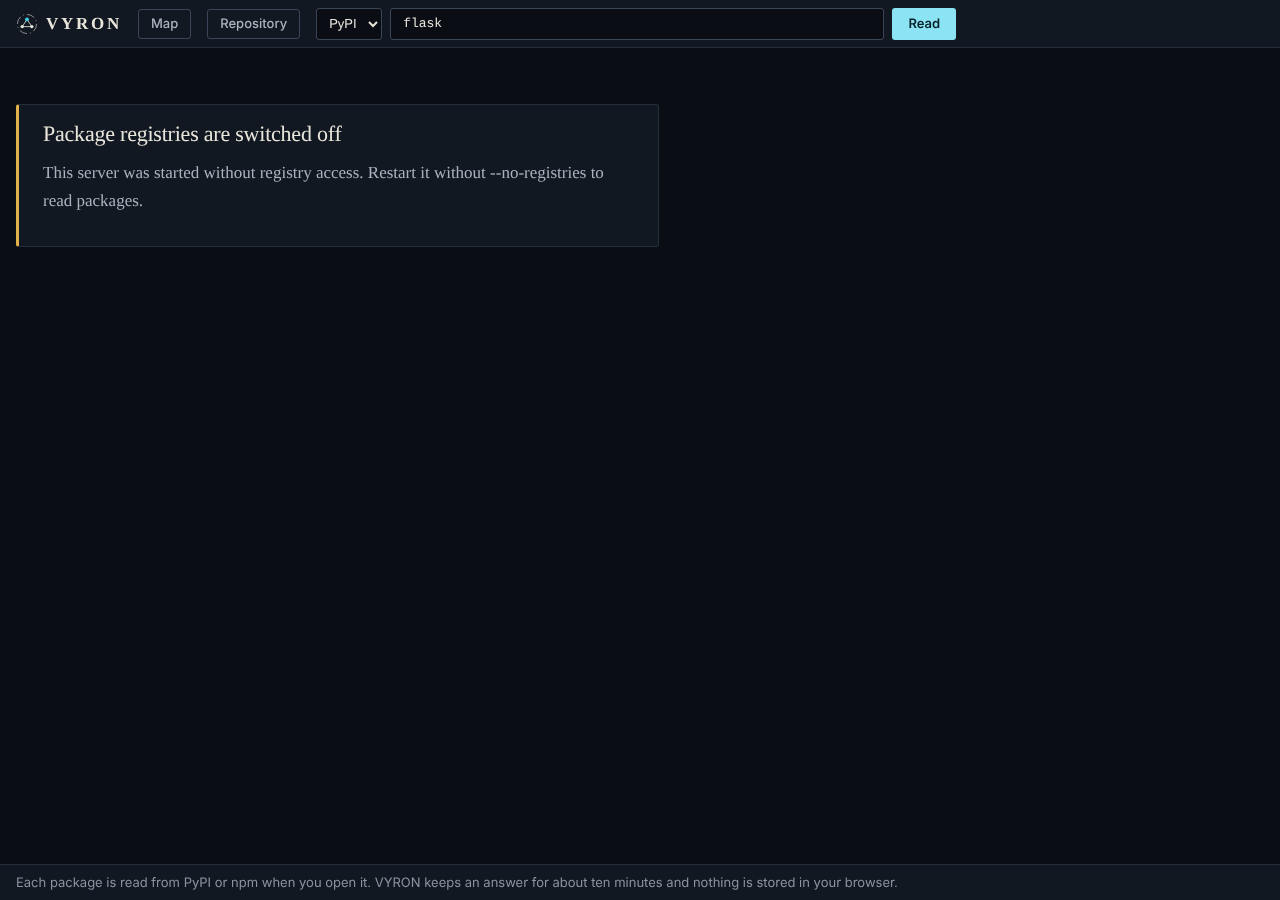 VYRON
Map
Repository
PyPI
flask
Read
Package registries are switched off
This server was started without registry access. Restart it without --no-registries to
read packages.
Each package is read from PyPI or npm when you open it. VYRON keeps an answer for about ten minutes and nothing is stored in your browser.